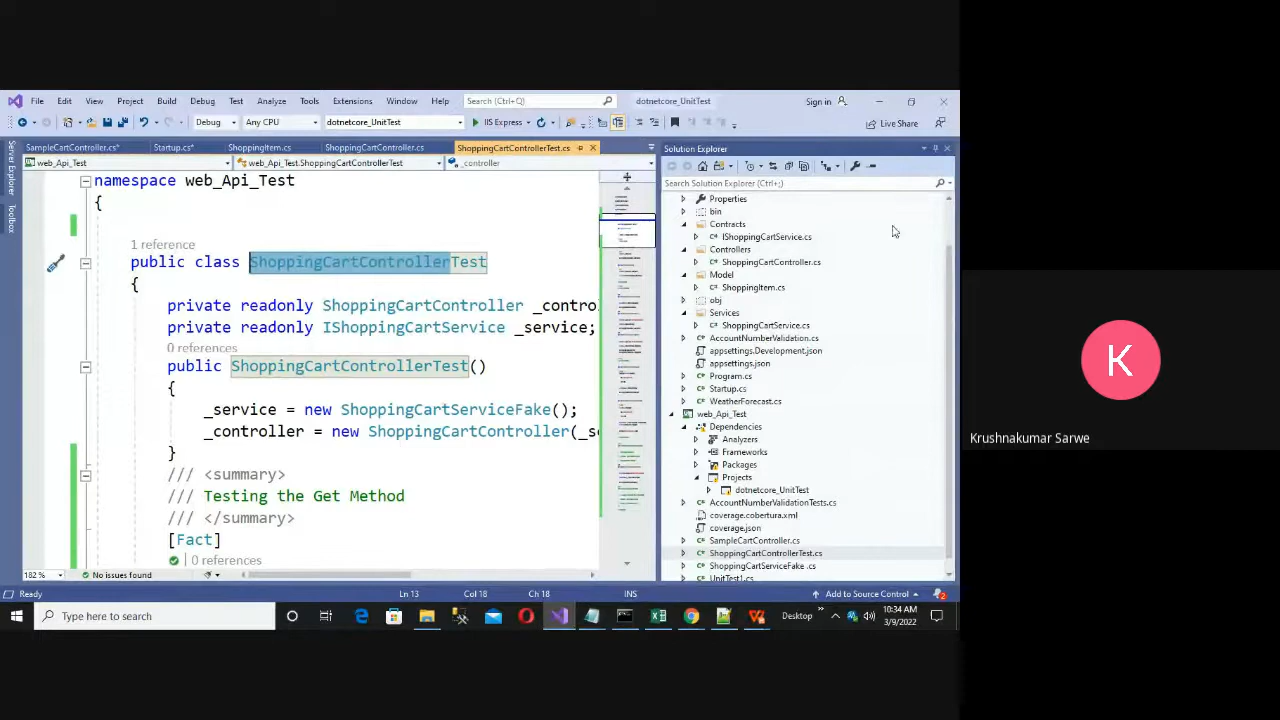 File Edit View Project Build Debug Test Analyze Tools Extensions Window Help Search (Ctrl+Q) dotnetcore_UnitTest Sign in
Debug Any CPU dotnetcore_UnitTest IIS Express Live Share
SampleCartController.cs* Startup.cs* ShoppingItem.cs ShoppingCartController.cs ShoppingCartControllerTest.cs
web_Api_Test web_Api_Test.ShoppingCartControllerTest _controller
Server Explorer
Toolbox
namespace web_Api_Test
{
1 reference
public class ShoppingCartControllerTest
{
private readonly ShoppingCartController _contro
private readonly IShoppingCartService _service;
0 references
public ShoppingCartControllerTest()
{
_service = new ShoppingCartServiceFake();
_controller = new ShoppingCartController(_se
}
/// <summary>
/// Testing the Get Method
/// </summary>
[Fact]
0 references
182 % No issues found
Solution Explorer
Search Solution Explorer (Ctrl+;)
Properties
bin
Contracts
IShoppingCartService.cs
Controllers
ShoppingCartController.cs
Model
ShoppingItem.cs
obj
Services
ShoppingCartService.cs
AccountNumberValidation.cs
appsettings.Development.json
appsettings.json
Program.cs
Startup.cs
WeatherForecast.cs
web_Api_Test
Dependencies
Analyzers
Frameworks
Packages
Projects
dotnetcore_UnitTest
AccountNumberValidationTests.cs
coverage.cobertura.xml
coverage.json
SampleCartController.cs
ShoppingCartControllerTest.cs
ShoppingCartServiceFake .cs
UnitTest1.cs
Ready Ln 13 Col 18 Ch 18 INS Add to Source Control 2
Type here to search Desktop 10:34 AM
3/9/2022
K
Krushnakumar Sarwe